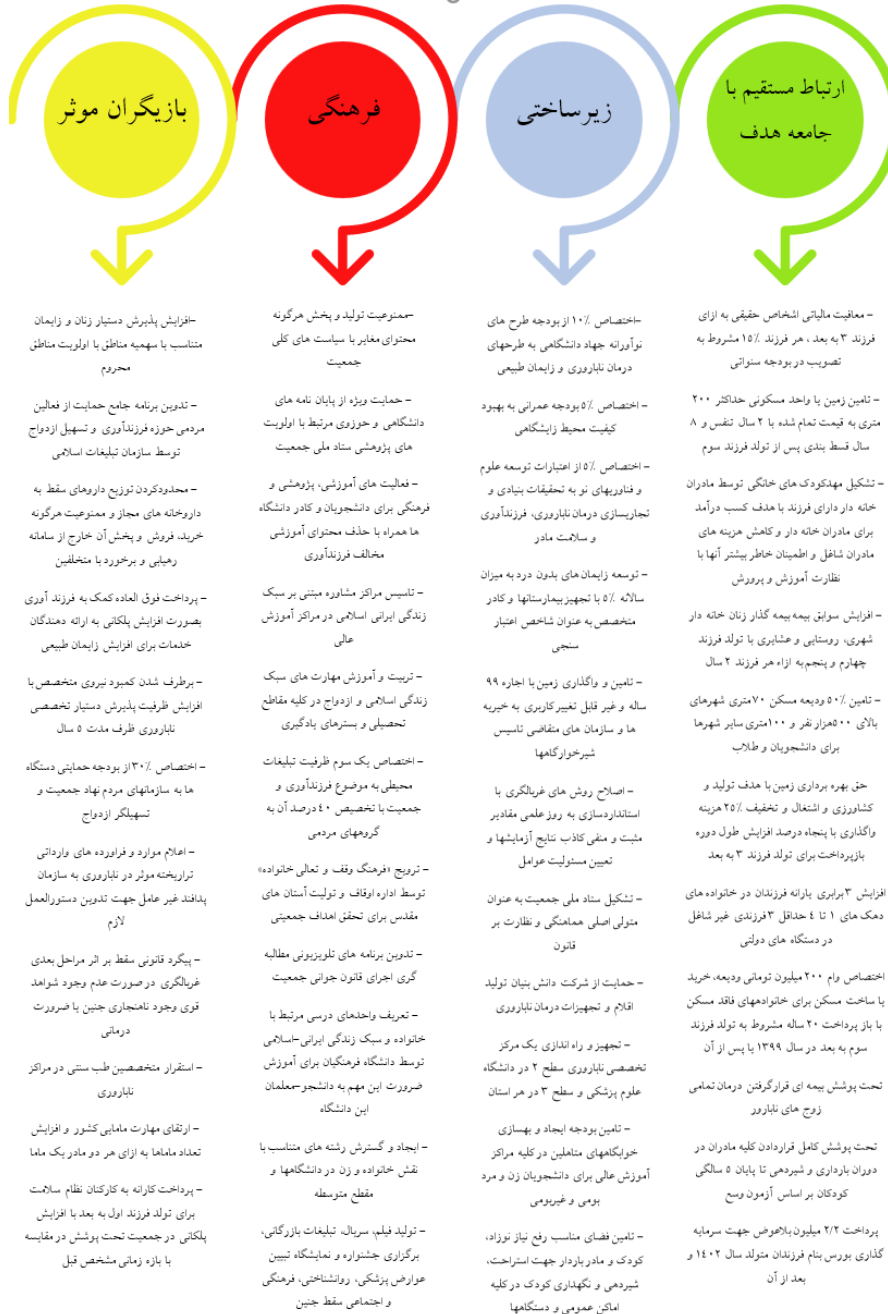 ارتباط مستقیم با
جامعه هدف
- معافیت مالیاتی اشخاص حقیقی به ازای
فرزند ۳ به بعد ، هر فرزند ۱۵٪ مشروط به
تصویب در بودجه سنواتی
- تامین زمین یا واحد مسکونی حداکثر ۲۰۰
متری به قیمت تمام شده با ۲ سال تنفس و ۸
سال قسط بندی پس از تولد فرزند سوم
- تشکیل مهدکودک های خانگی توسط مادران
خانه دار دارای فرزند با هدف کسب درآمد
برای مادران خانه دار و کاهش هزینه های
مادران شاغل و اطمینان خاطر بیشتر آنها با
نظارت آموزش و پرورش
- افزایش سوابق بیمه بیمه گذار زنان خانه دار
شهری، روستایی و عشایری با تولد فرزند
چهارم و پنجم به ازاء هر فرزند ۲ سال
- تامین ۵۰٪ ودیعه مسکن ۷۰متری شهرهای
بالای ۵۰۰هزار نفر و ۱۰۰متری سایر شهرها
برای دانشجویان و طلاب
حق بهره برداری زمین با هدف تولید و
کشاورزی و اشتغال و تخفیف ۲۵٪ هزینه
واگذاری با پنجاه درصد افزایش طول دوره
بازپرداخت برای تولد فرزند ۳ به بعد
افزایش ۳برابری یارانه فرزندان در خانواده های
دهک های ۱ تا ٤ حداقل ۳فرزندی غیر شاغل
در دستگاه های دولتی
اختصاص وام ۲۰۰ میلیون تومانی ودیعه، خرید
یا ساخت مسکن برای خانوادههای فاقد مسکن
با باز پرداخت ۲۰ ساله مشروط به تولد فرزند
سوم به بعد در سال ۱۳۹۹ یا پس از آن
تحت پوشش بیمه ای قرارگرفتن درمان تمامی
زوج های نابارور
تحت پوشش کامل قراردادن کلیه مادران در
دوران بارداری و شیردهی تا پایان ۵ سالگی
کودکان بر اساس آزمون وسع
پرداخت ۲/۲ میلیون بلاعوض جهت سرمایه
گذاری بورس بنام فرزندان متولد سال ۱٤۰۲ و
بعد از آن
زیرساختی
-اختصاص ۱۰٪ از بودجه طرح های
نوآورانه جهاد دانشگاهی به طرحهای
درمان ناباروری و زایمان طبیعی
- اختصاص ۵٪ بودجه عمرانی به بهبود
کیفیت محیط زایشگاهی
- اختصاص ۵٪ از اعتبارات توسعه علوم
و فناوریهای نو به تحقیقات بنیادی و
تجاریسازی درمان ناباروری، فرزندآوری
و سلامت مادر
- توسعه زایمان های بدون درد به میزان
سالانه ۵٪ با تجهیز بیمارستانها و کادر
متخصص به عنوان شاخص اعتبار
سنجی
- تامین و واگذاری زمین با اجاره ۹۹
ساله و غیر قابل تغییر کاربری به خیریه
ها و سازمان های متقاضی تاسیس
شیرخوارگاهها
- اصلاح روش های غربالگری با
استانداردسازی به روز علمی مقادیر
مثبت و منفی کاذب نتایج آزمایشها و
تعیین مسئولیت عوامل
- تشکیل ستاد ملی جمعیت به عنوان
متولی اصلی هماهنگی و نظارت بر
قانون
- حمایت از شرکت دانش بنیان تولید
اقلام و تجهیزات درمان ناباروری
- تجهیز و راه اندازی یک مرکز
تخصصی ناباروری سطح ۲ در دانشگاه
علوم پزشکی و سطح ۳ در هر استان
- تامین بودجه ایجاد و بهسازی
خوابگاههای متاهلین در کلیه مراکز
آموزش عالی برای دانشجویان زن و مرد
بومی و غیربومی
- تامین فضای مناسب رفع نیاز نوزاد،
کودک و مادر باردار جهت استراحت،
شیردهی و نگهداری کودک در کلیه
اماکن عمومی و دستگاهها
فرهنگی
-ممنوعیت تولید و پخش هرگونه
محتوای مغایر با سیاست های کلی
جمعیت
- حمایت ویژه از پایان نامه های
دانشگاهی و حوزوی مرتبط با اولویت
های پژوهشی ستاد ملی جمعیت
- فعالیت های آموزشی، پژوهشی و
فرهنگی برای دانشجویان و کادر دانشگاه
ها همراه با حذف محتوای آموزشی
مخالف فرزندآوری
- تاسیس مراکز مشاوره مبتنی بر سبک
زندگی ایرانی اسلامی در مراکز آموزش
عالی
- تربیت و آموزش مهارت های سبک
زندگی اسلامی و ازدواج در کلیه مقاطع
تحصیلی و بسترهای یادگیری
- اختصاص یک سوم ظرفیت تبلیغات
محیطی به موضوع فرزندآوری و
جمعیت با تخصیص ٤۰ درصد آن به
گروههای مردمی
- ترویج «فرهنگ وقف و تعالی خانواده»
توسط اداره اوقاف و تولیت آستان های
مقدس برای تحقق اهداف جمعیتی
- تدوین برنامه های تلویزیونی مطالبه
گری اجرای قانون جوانی جمعیت
- تعریف واحدهای درسی مرتبط با
خانواده و سبک زندگی ایرانی-اسلامی
توسط دانشگاه فرهنگیان برای آموزش
ضرورت این مهم به دانشجو-معلمان
این دانشگاه
- ایجاد و گسترش رشته های متناسب با
نقش خانواده و زن در دانشگاهها و
مقطع متوسطه
- تولید فیلم، سریال، تبلیغات بازرگانی،
برگزاری جشنواره و نمایشگاه تبیین
عوارض پزشکی، روانشناختی، فرهنگی
و اجتماعی سقط جنین
بازیگران موثر
-افزایش پذیرش دستیار زنان و زایمان
متناسب با سهمیه مناطق با اولویت مناطق
محروم
- تدوین برنامه جامع حمایت از فعالین
مردمی حوزه فرزندآوری و تسهیل ازدواج
توسط سازمان تبلیغات اسلامی
- محدودکردن توزیع داروهای سقط به
داروخانه های مجاز و ممنوعیت هرگونه
خرید، فروش و پخش آن خارج از سامانه
رهیابی و برخورد با متخلفین
- پرداخت فوق العاده کمک به فرزند آوری
بصورت افزایش پلکانی به ارائه دهندگان
خدمات برای افزایش زایمان طبیعی
- برطرف شدن کمبود نیروی متخصص با
افزایش ظرفیت پذیرش دستیار تخصصی
ناباروری ظرف مدت ۵ سال
- اختصاص ۳۰٪ از بودجه حمایتی دستگاه
ها به سازمانهای مردم نهاد جمعیت و
تسهیلگر ازدواج
- اعلام موارد و فراورده های وارداتی
تراریخته موثر در ناباروری به سازمان
پدافند غیر عامل جهت تدوین دستورالعمل
لازم
- پیگرد قانونی سقط بر اثر مراحل بعدی
غربالگری در صورت عدم وجود شواهد
قوی وجود ناهنجاری جنین یا ضرورت
درمانی
- استقرار متخصصین طب سنتی در مراکز
ناباروری
- ارتقای مهارت مامایی کشور و افزایش
تعداد ماماها به ازای هر دو مادر یک ماما
- پرداخت کارانه به کارکنان نظام سلامت
برای تولد فرزند اول به بعد با افزایش
پلکانی در جمعیت تحت پوشش در مقایسه
با بازه زمانی مشخص قبل